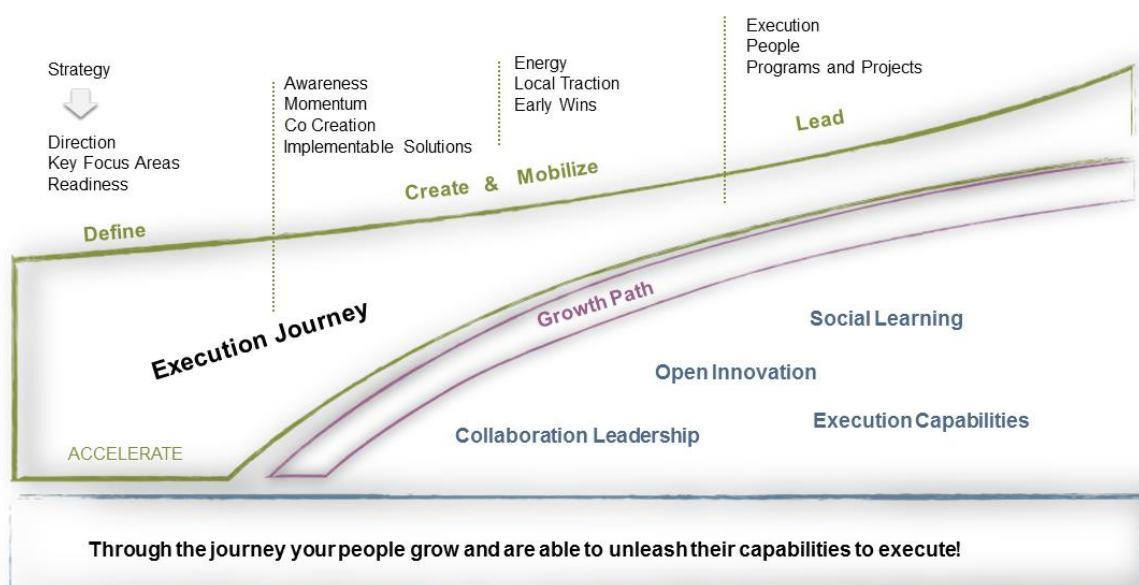 Strategy
Direction
Key Focus Areas
Readiness
Awareness
Momentum
Co Creation
Implementable Solutions
Energy
Local Traction
Early Wins
Execution
People
Programs and Projects
Define
Create & Mobilize
Lead
Execution Journey
Growth Path
ACCELERATE
Social Learning
Open Innovation
Execution Capabilities
Collaboration Leadership
Through the journey your people grow and are able to unleash their capabilities to execute!